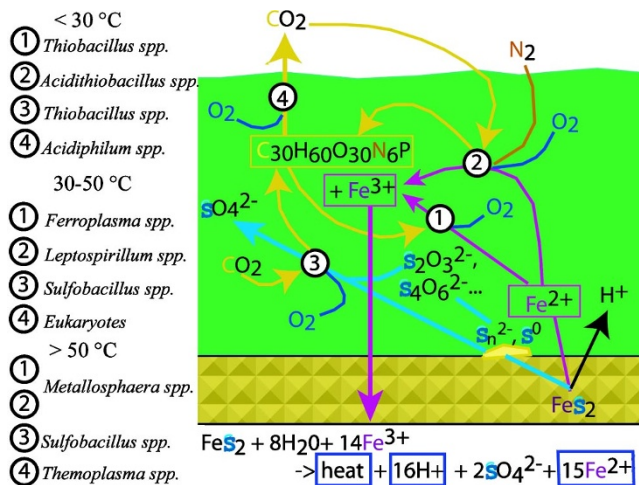 < 30 °C
1 Thiobacillus spp.
2 Acidithiobacillus spp.
3 Thiobacillus spp.
4 Acidiphilum spp.
30-50 °C
1 Ferroplasma spp.
2 Leptospirillum spp.
3 Sulfobacillus spp.
4 Eukaryotes
> 50 °C
1
Metallosphaera spp.
2
3 Sulfobacillus spp.
4 Themoplasma spp.
CO2
N2
4
O2
O2
C30H60O30N6P
2
+ Fe3+
SO4 2-
1
O2
CO2
3
S2O3 2-,
S4O6 2-...
Fe2+
H+
O2
Sn 2-, S0
FeS2
FeS2 + 8H20+ 14Fe3+
-> heat + 16H+ + 2SO4 2- + 15Fe2+